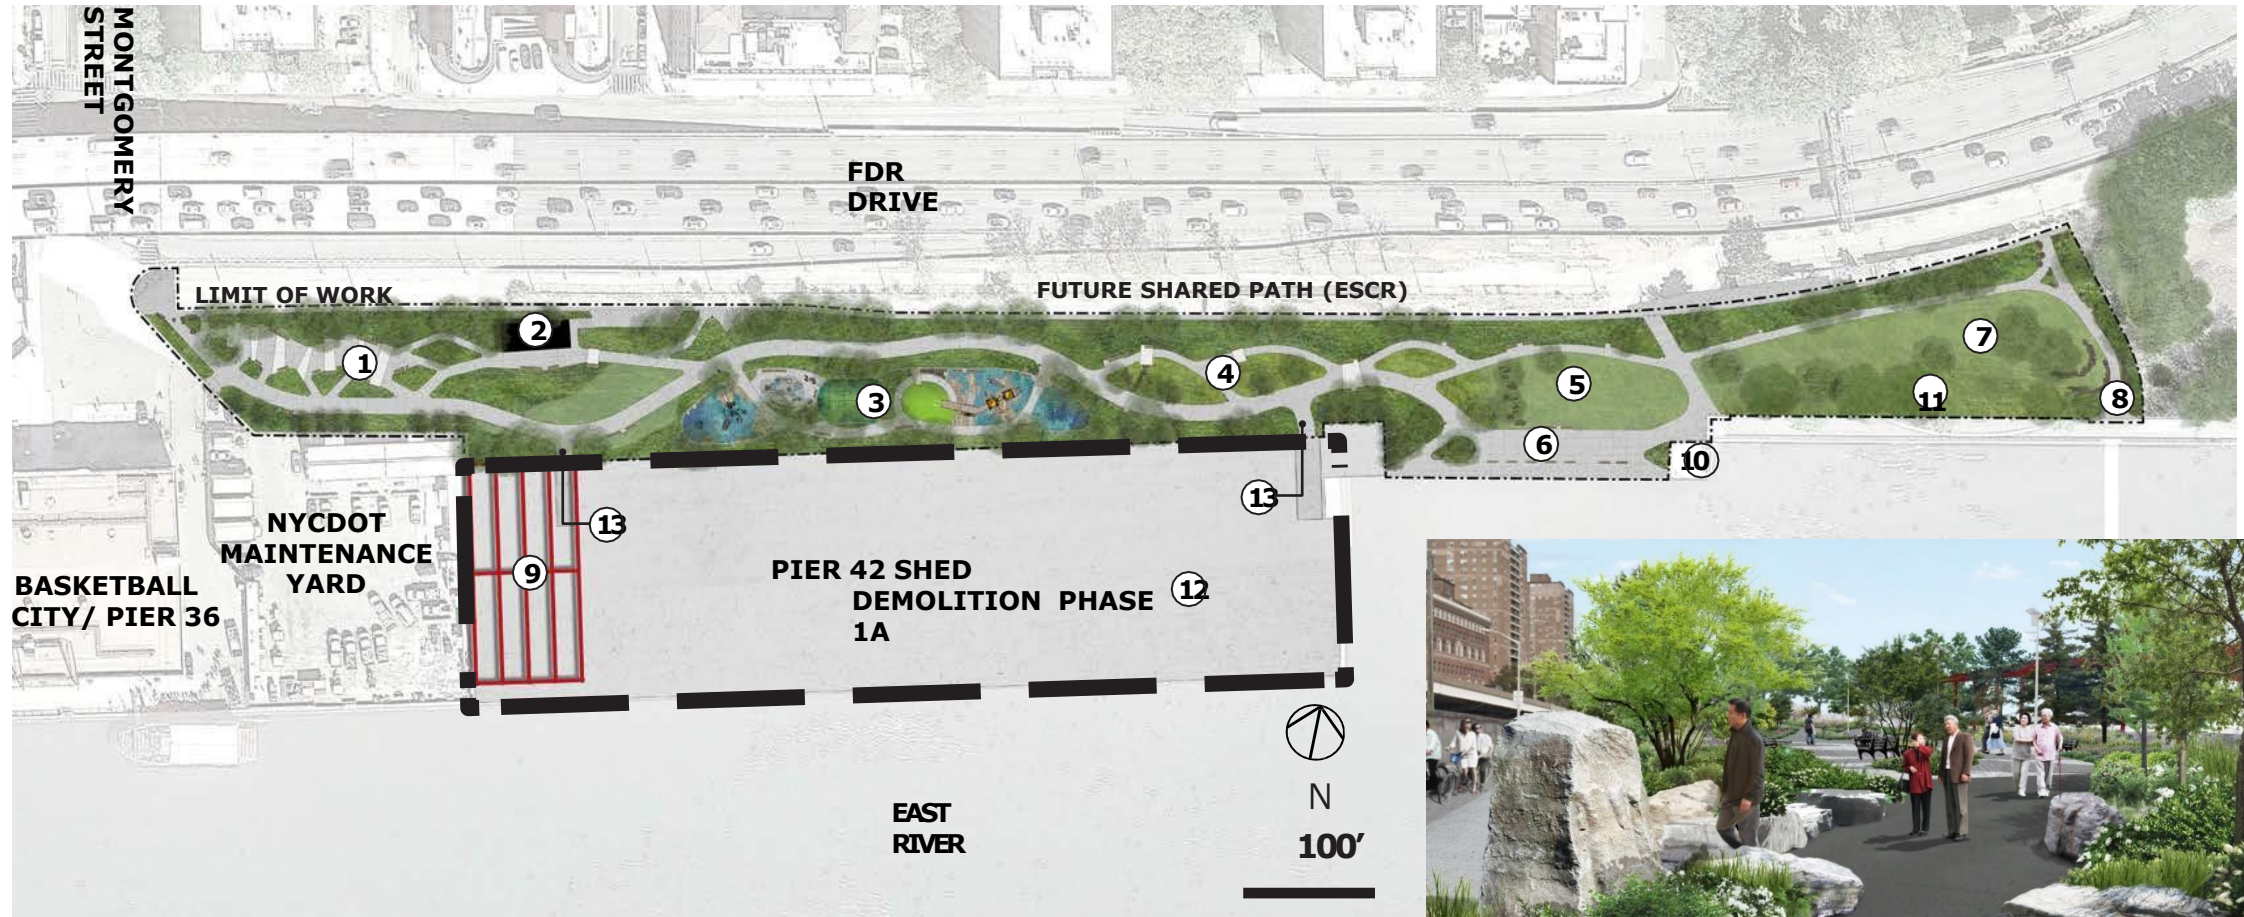 MONTGOMERY
STREET
FDR
DRIVE
LIMIT OF WORK
FUTURE SHARED PATH (ESCR)
1
2
3
4
5
6
7
8
11
10
13
13
9
12
NYCDOT
MAINTENANCE
YARD
BASKETBALL
CITY/ PIER 36
PIER 42 SHED
DEMOLITION PHASE
1A
EAST
RIVER
N
100’